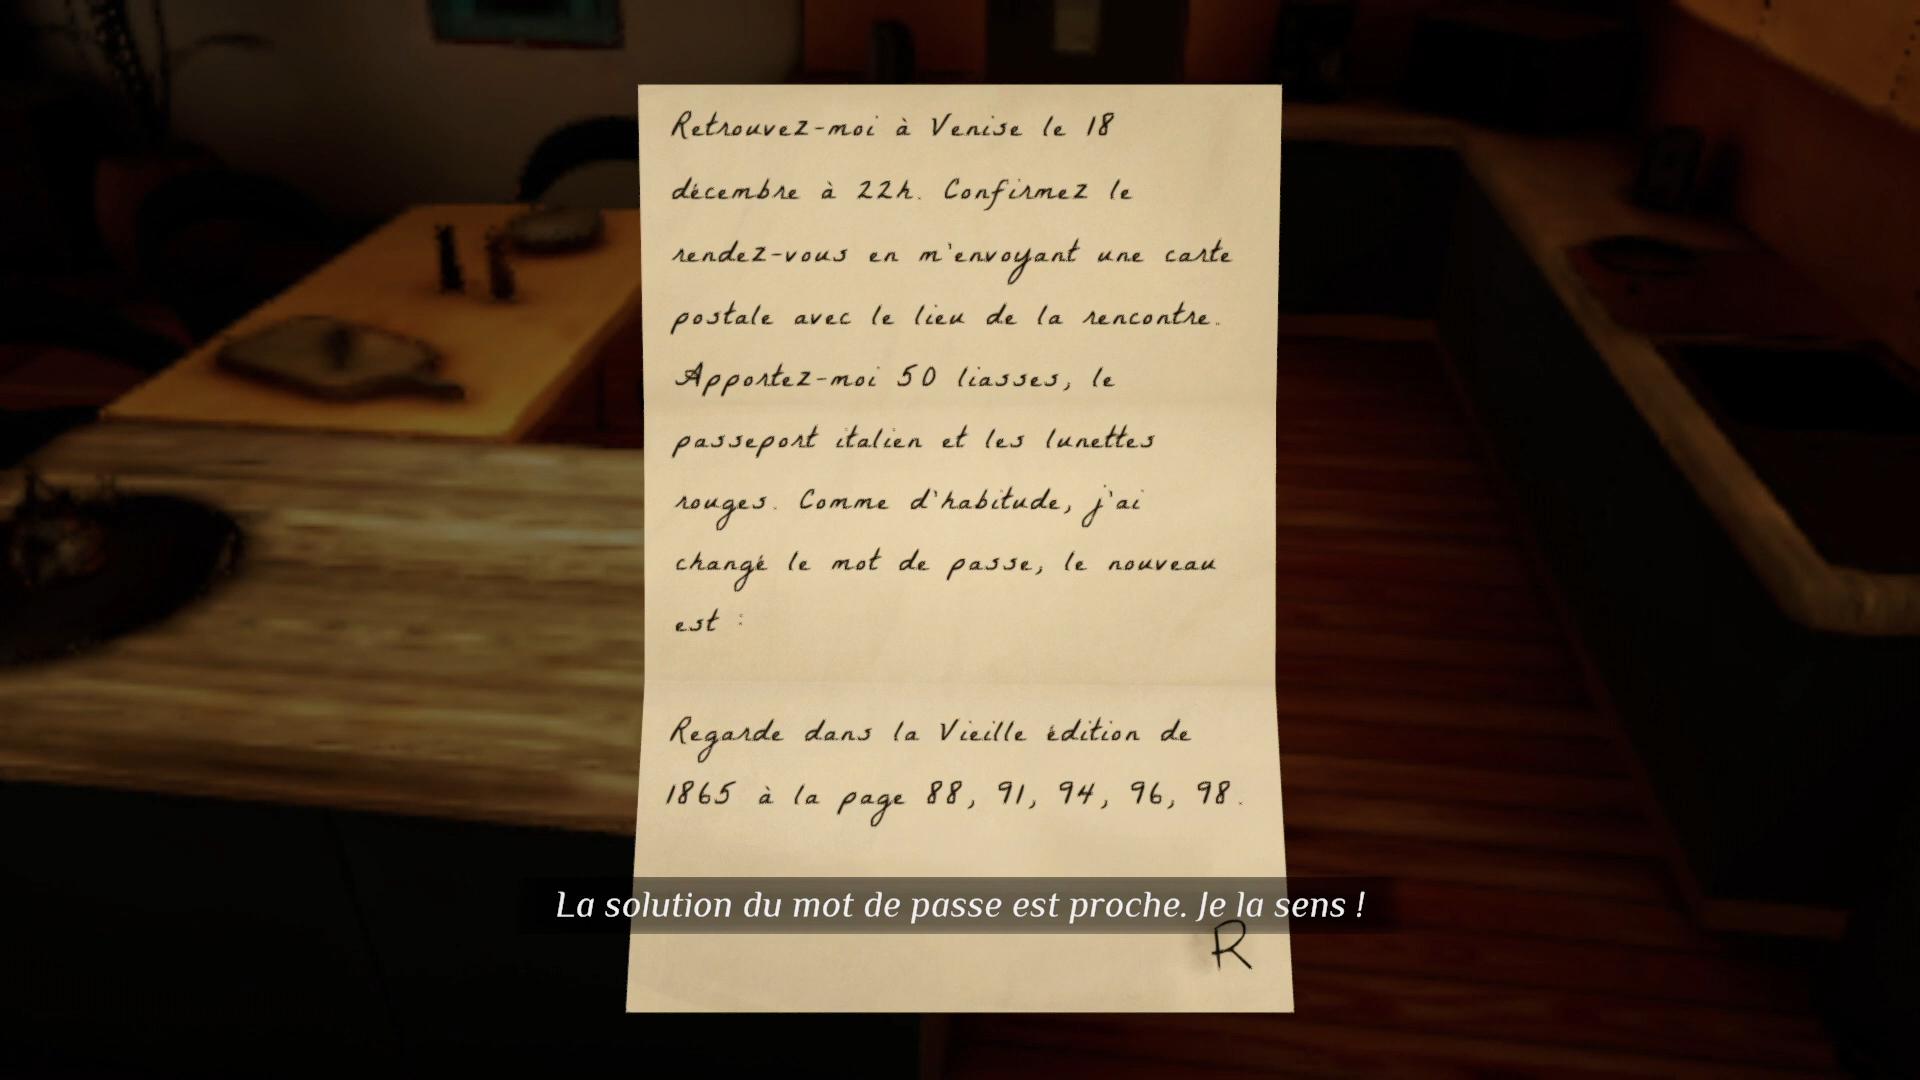 Retrouvez-moi à Venise le 18
décembre à 22h. Confirmez le
rendez-vous en m'envoyant une carte
postale avec le lieu de la rencontre.
Apportez-moi 50 liasses, le
passeport italien et les lunettes
rouges. Comme d'habitude, j'ai
changé le mot de passe, le nouveau
est :
Regarde dans la Vieille édition de
1865 à la page 88, 91, 94, 96, 98.
La solution du mot de passe est proche. Je la sens !
R